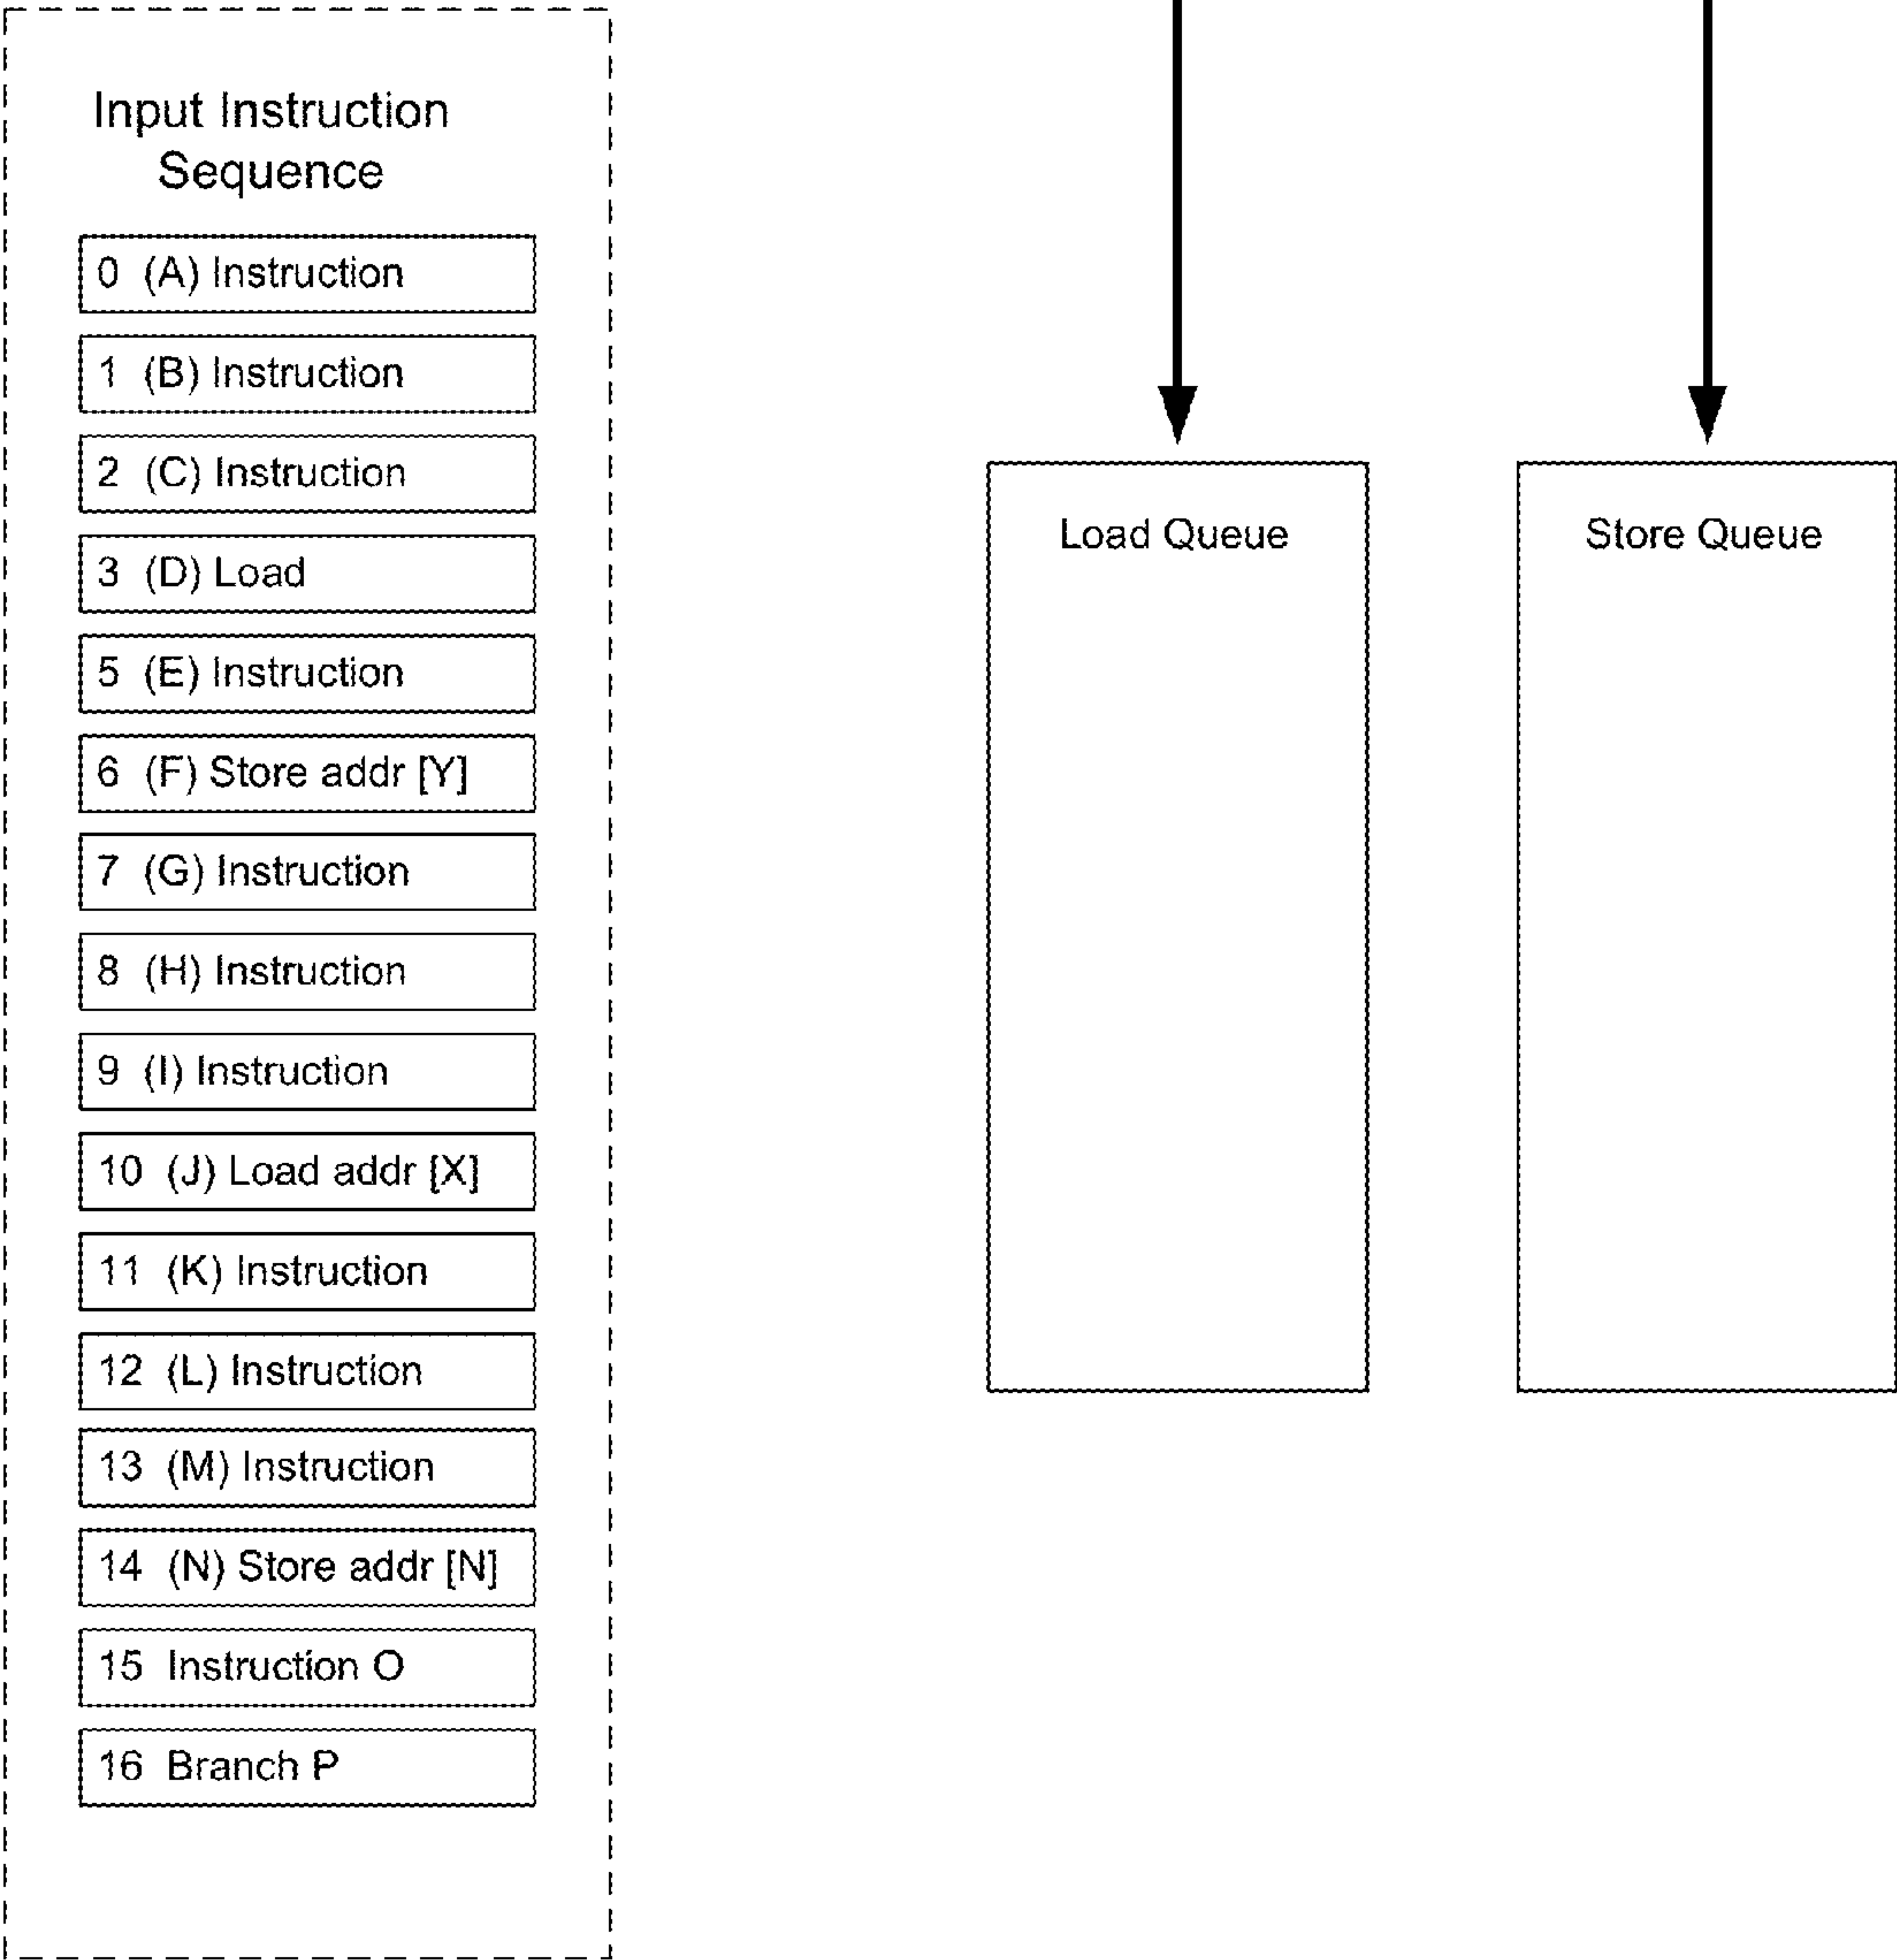 Input Instruction
Sequence
0 (A) Instruction
1 (B) Instruction
2 (C) Instruction
3 (D) Load
5 (E) Instruction
6 (F) Store addr [Y]
7 (G) Instruction
8 (H) Instruction
9 (I) Instruction
10 (J) Load addr [X]
11 (K) Instruction
12 (L) Instruction
13 (M) Instruction
14 (N) Store addr [N]
15 Instruction O
16 Branch P
Load Queue
Store Queue